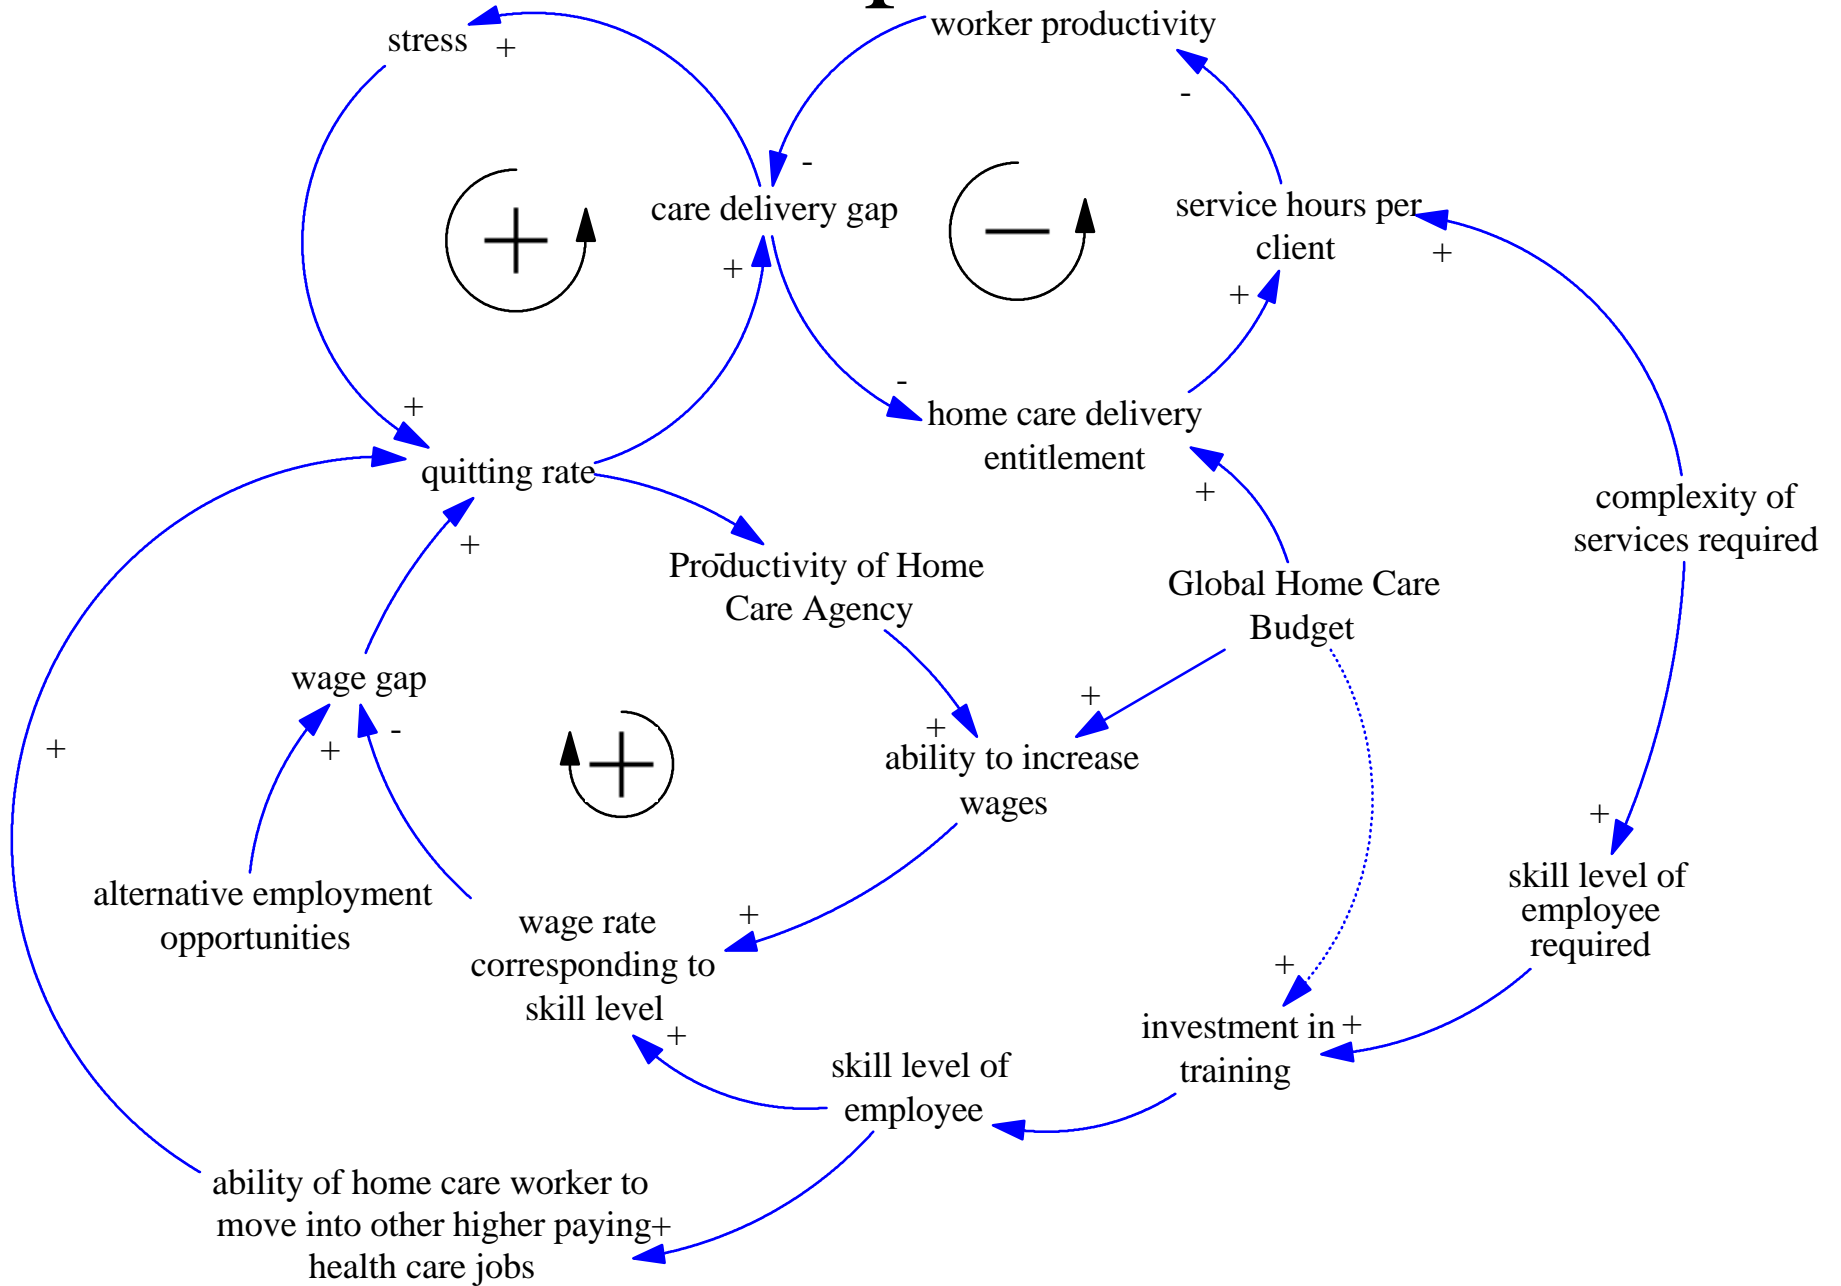 p
worker productivity
stress
+
-
-
care delivery gap
service hours per
client
+
+
+
-
+
home care delivery
entitlement
quitting rate
+
complexity of
services required
+
-
Productivity of Home
Care Agency
Global Home Care
Budget
wage gap
+
+
+
-
+
ability to increase
wages
+
+
alternative employment
opportunities
skill level of
employee
required
+
wage rate
corresponding to
skill level
+
investment in +
training
+
skill level of
employee
ability of home care worker to
move into other higher paying+
health care jobs